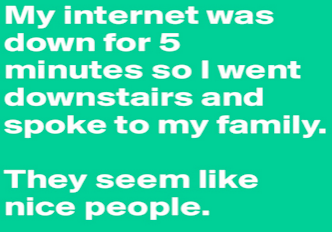 My internet was
down for 5
minutes so I went
downstairs and
spoke to my family.
They seem like
nice people.